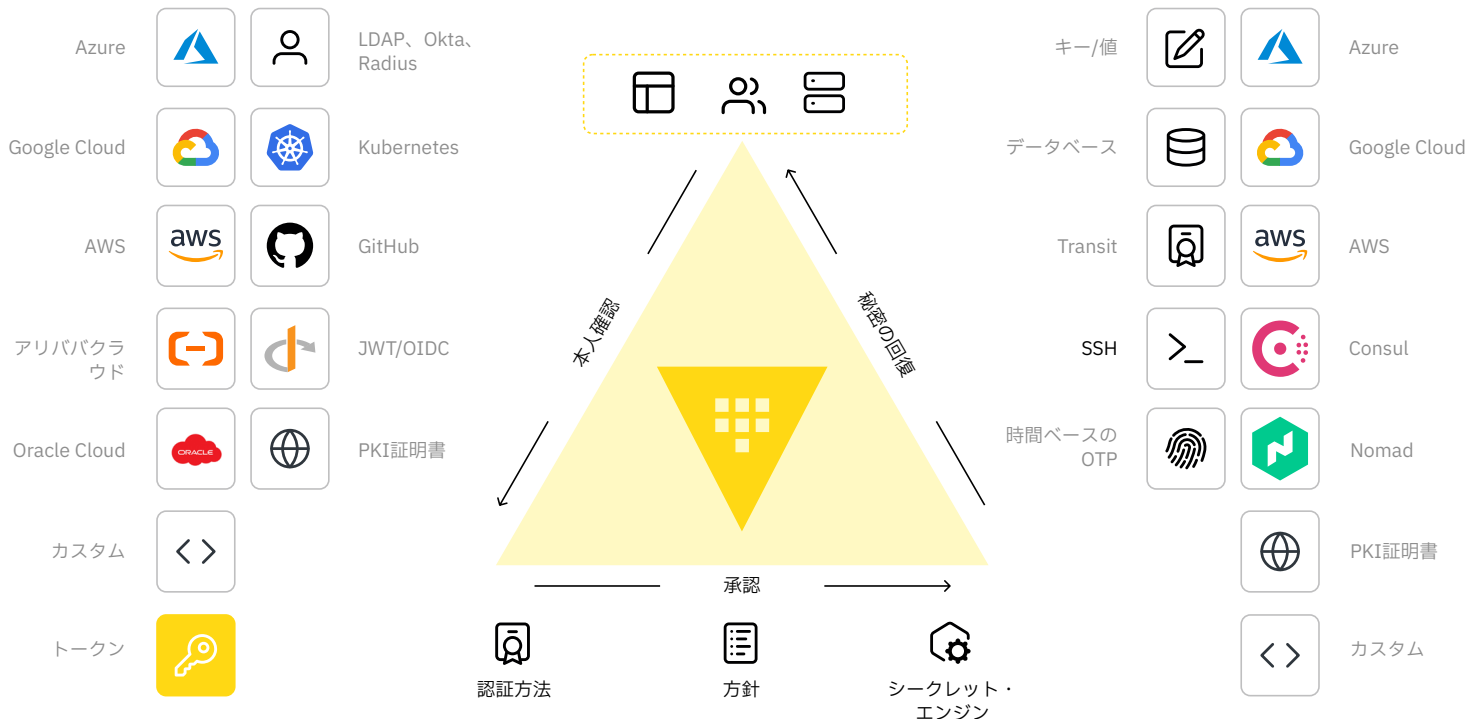 Azure
LDAP、Okta、
Radius
Google Cloud
Kubernetes
AWS
aws
GitHub
アリババクラ
ウド
JWT/OIDC
Oracle Cloud
ORACLE
PKI証明書
カスタム
トークン
本人確認
秘密の回復
承認
認証方法
方針
シークレット・
エンジン
キー/値
Azure
データベース
Google Cloud
Transit
aws
AWS
SSH
Consul
時間ベースの
OTP
Nomad
PKI証明書
カスタム